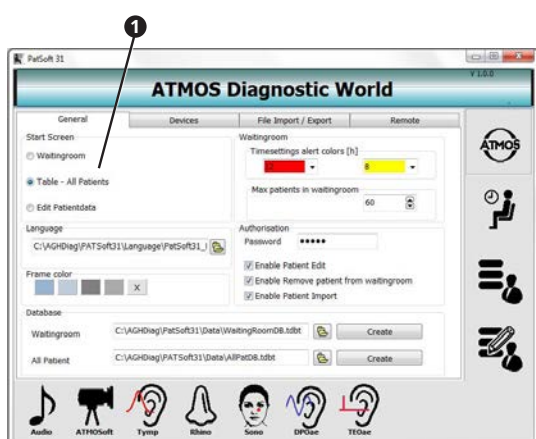 1
PatSoft 31
ATMOS Diagnostic World
V 1.0.0
General
Devices
File Import / Export
Remote
Start Screen
Waitingroom
Table - All Patients
Edit Patientdata
Waitingroom
Timesettings alert colors [h]
8
Max patients in waitingroom
60
Language
C:\AGHDiag\PATSoft31\Language\PatSoft31_
Authorisation
Password •••••
Enable Patient Edit
Enable Remove patient from waitingroom
Enable Patient Import
Frame color
X
Database
Waitingroom C:\AGHDiag\PatSoft31\Data\WaitingRoomDB.tdbt Create
All Patient C:\AGHDiag\PATSoft31\Data\AllPatDB.tdbt Create
ATMOS
Audio
ATMOSoft
Tymp
Rhino
Sono
DPOae
TEOae